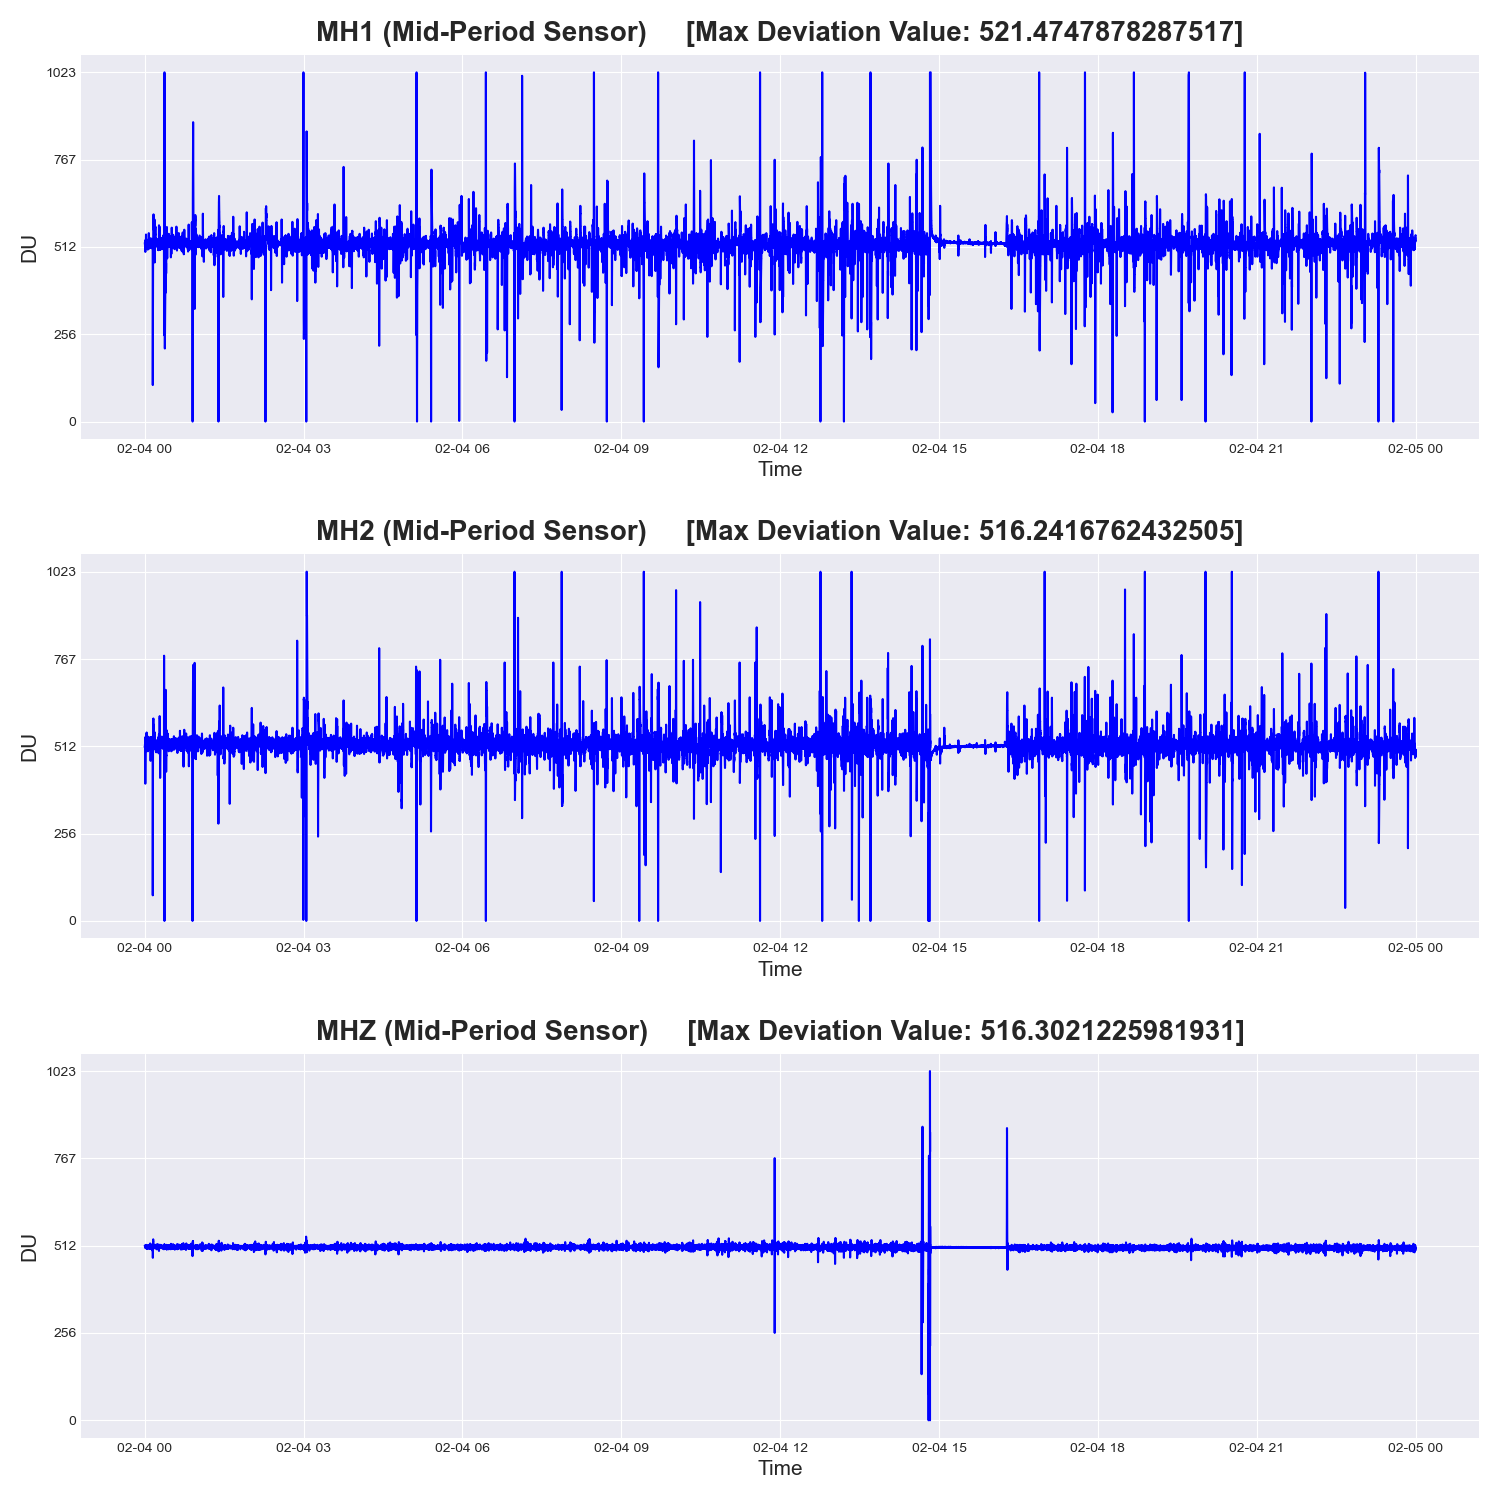 MH1 (Mid-Period Sensor) [Max Deviation Value: 521.4747878287517]
1023
767
512
256
0
DU
02-04 00 02-04 03 02-04 06 02-04 09 02-04 12 02-04 15 02-04 18 02-04 21 02-05 00
Time
MH2 (Mid-Period Sensor) [Max Deviation Value: 516.2416762432505]
1023
767
512
256
0
DU
02-04 00 02-04 03 02-04 06 02-04 09 02-04 12 02-04 15 02-04 18 02-04 21 02-05 00
Time
MHZ (Mid-Period Sensor) [Max Deviation Value: 516.3021225981931]
1023
767
512
256
0
DU
02-04 00 02-04 03 02-04 06 02-04 09 02-04 12 02-04 15 02-04 18 02-04 21 02-05 00
Time